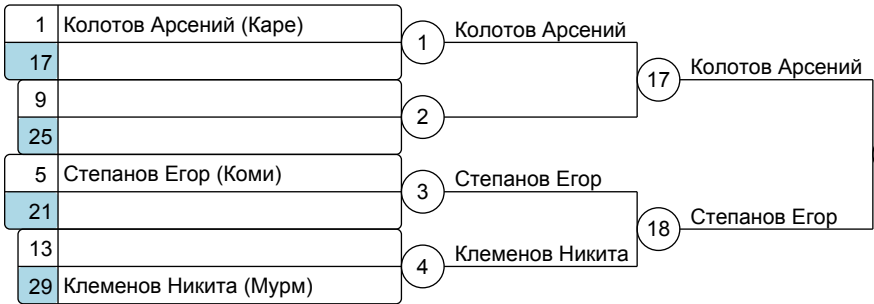 1 Колотов Арсений (Каре)
17
9
25
5 Степанов Егор (Коми)
21
13
29 Клеменов Никита (Мурм)
1 Колотов Арсений
2
3 Степанов Егор
4 Клеменов Никита
17 Колотов Арсений
18 Степанов Егор